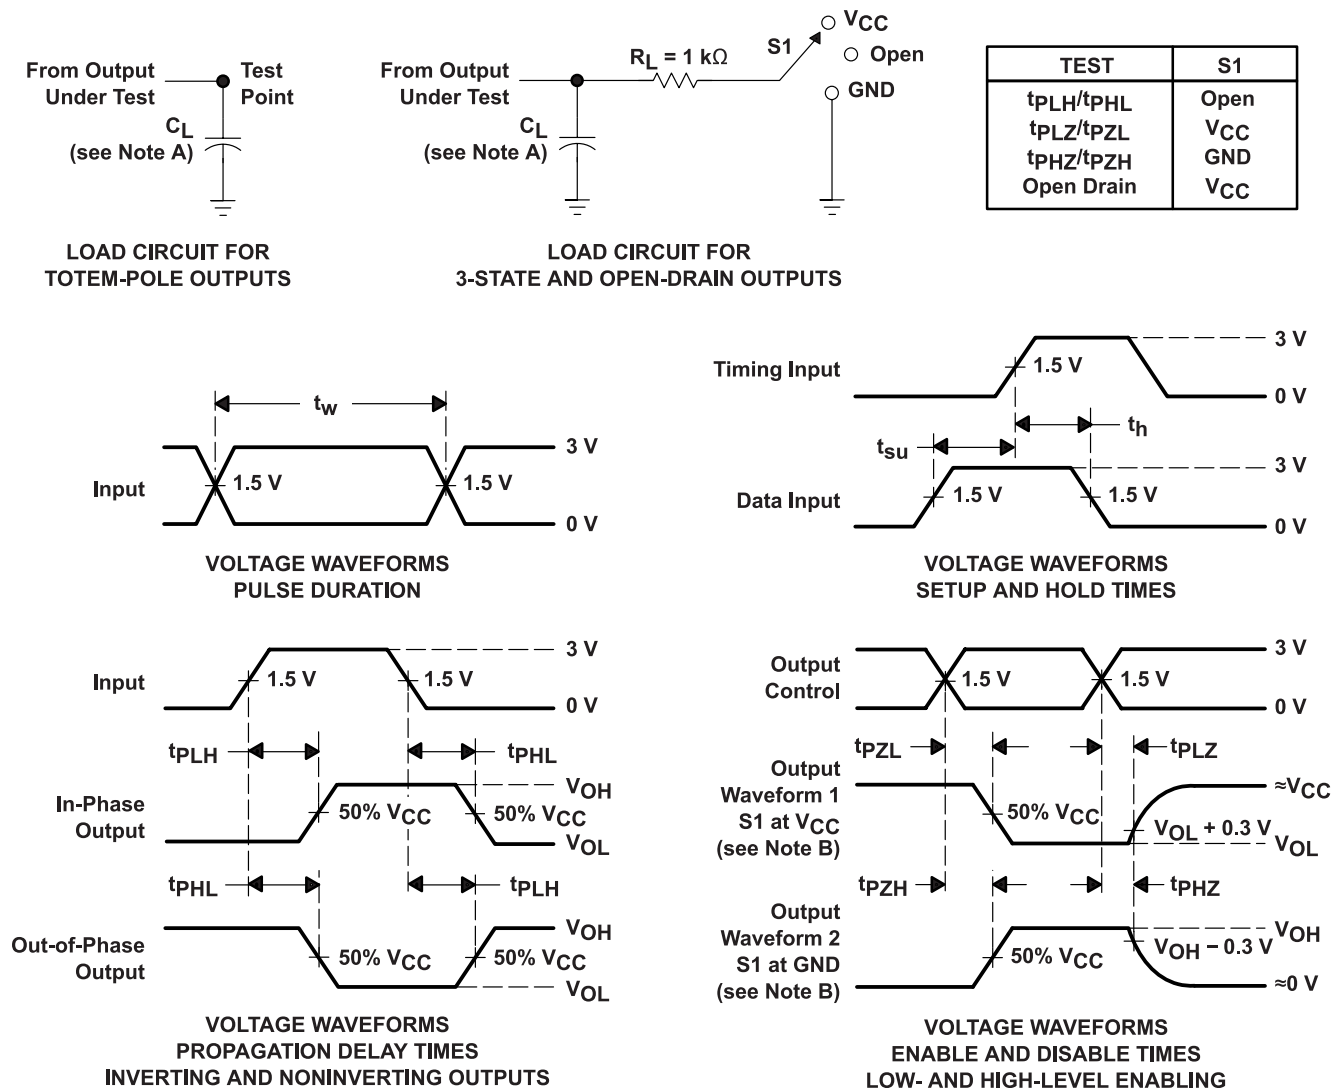 From Output
Under Test
Test
Point
CL
(see Note A)
LOAD CIRCUIT FOR
TOTEM-POLE OUTPUTS
From Output
Under Test
RL = 1 kΩ
S1
VCC
Open
GND
CL
(see Note A)
LOAD CIRCUIT FOR
3-STATE AND OPEN-DRAIN OUTPUTS
TEST S1
tPLH/tPHL Open
tPLZ/tPZL VCC
tPHZ/tPZH GND
Open Drain VCC
tw
Input
1.5 V
1.5 V
3 V
0 V
VOLTAGE WAVEFORMS
PULSE DURATION
Timing Input
1.5 V
3 V
0 V
tsu
th
Data Input
1.5 V
1.5 V
3 V
0 V
VOLTAGE WAVEFORMS
SETUP AND HOLD TIMES
Input
1.5 V
1.5 V
3 V
0 V
tPLH
tPHL
In-Phase
Output
50% VCC
50% VCC
VOH
VOL
tPHL
tPLH
Out-of-Phase
Output
50% VCC
50% VCC
VOH
VOL
VOLTAGE WAVEFORMS
PROPAGATION DELAY TIMES
INVERTING AND NONINVERTING OUTPUTS
Output
Control
1.5 V
1.5 V
3 V
0 V
tPZL
tPLZ
Output
Waveform 1
S1 at VCC
(see Note B)
50% VCC
VOL + 0.3 V
≈VCC
VOL
tPZH
tPHZ
Output
Waveform 2
S1 at GND
(see Note B)
50% VCC
VOH − 0.3 V
VOH
≈0 V
VOLTAGE WAVEFORMS
ENABLE AND DISABLE TIMES
LOW- AND HIGH-LEVEL ENABLING